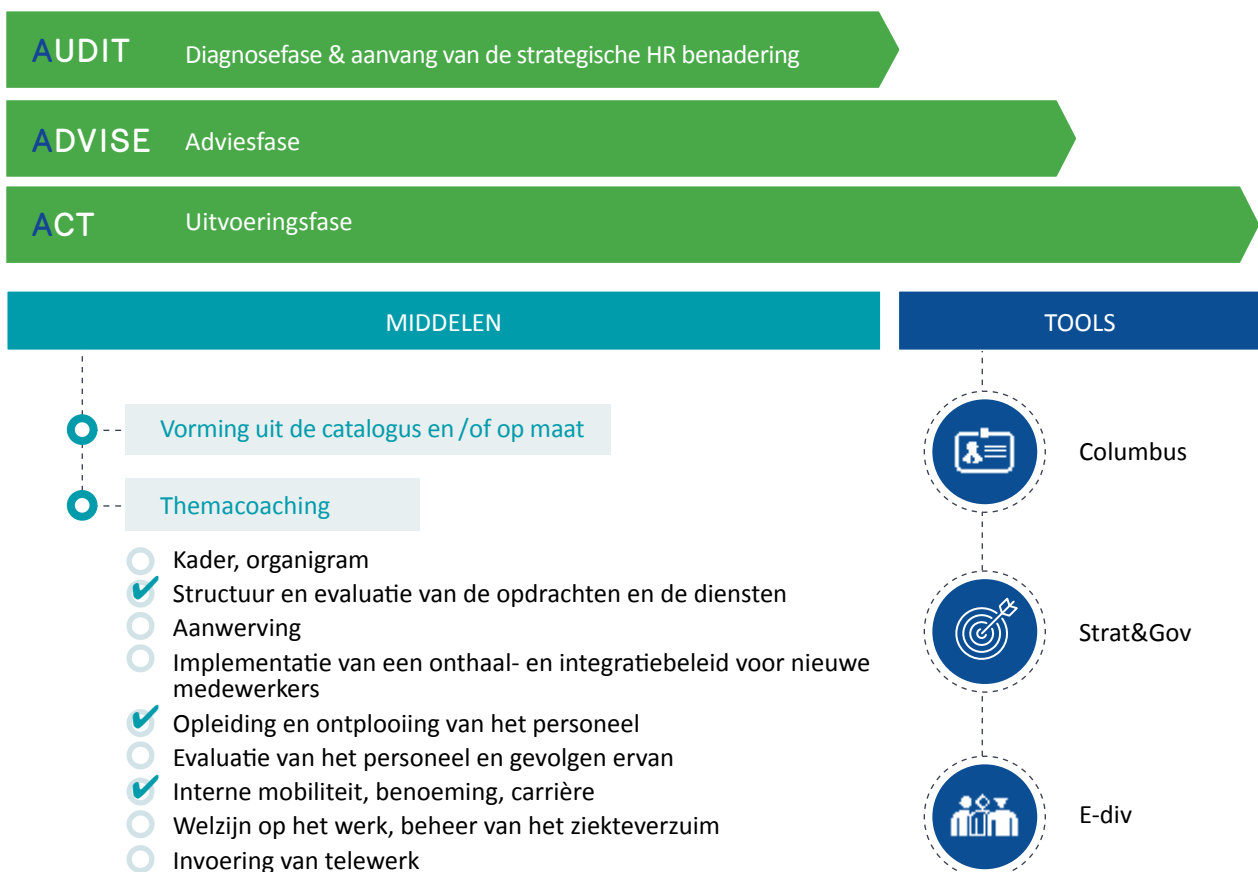 AUDIT Diagnosefase & aanvang van de strategische HR benadering
ADVISE Adviesfase
ACT Uitvoeringsfase
MIDDELEN
Vorming uit de catalogus en /of op maat
Themacoaching
Kader, organigram
Structuur en evaluatie van de opdrachten en de diensten
Aanwerving
Implementatie van een onthaal- en integratiebeleid voor nieuwe
medewerkers
Opleiding en ontplooiing van het personeel
Evaluatie van het personeel en gevolgen ervan
Interne mobiliteit, benoeming, carrière
Welzijn op het werk, beheer van het ziekteverzuim
Invoering van telewerk
TOOLS
Columbus
Strat&Gov
E-div